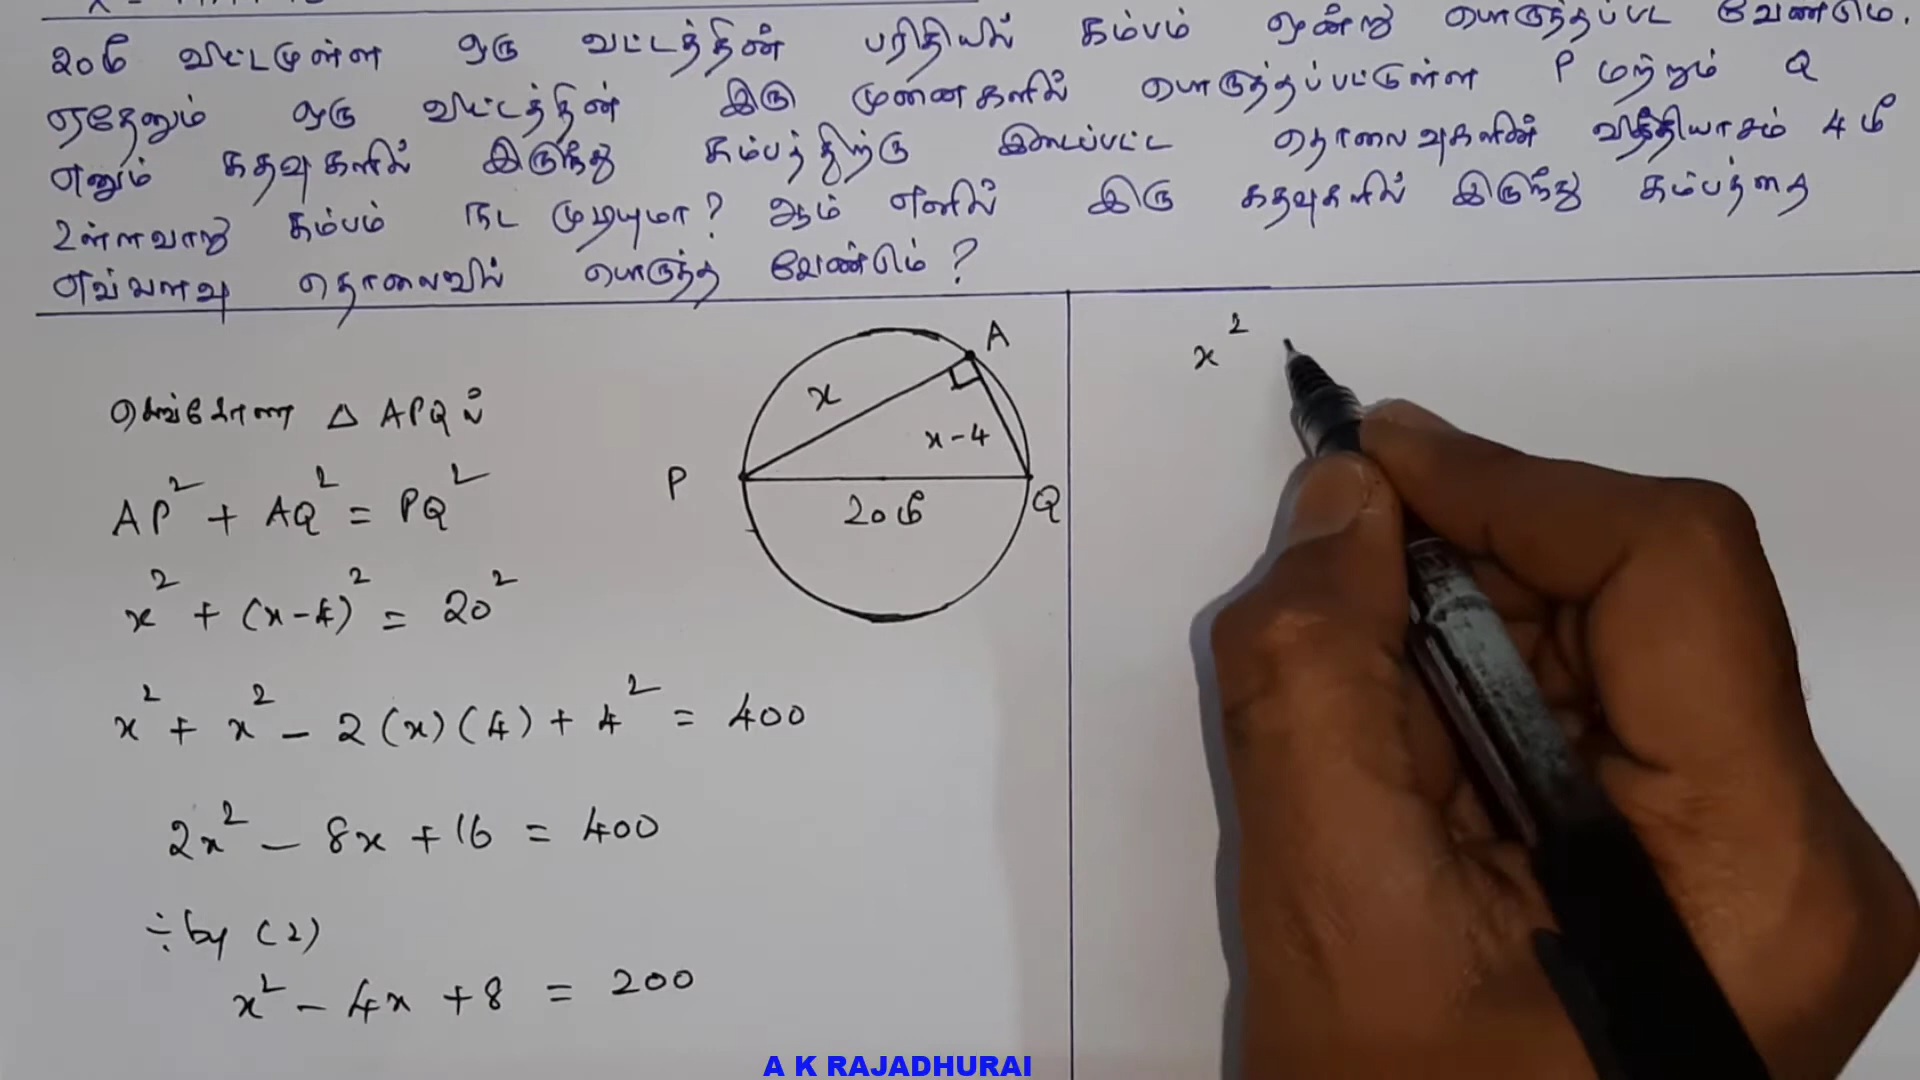 20மீ விட்டமுள்ள ஒரு வட்டத்தின் பரிதியில் கம்பம் ஒன்று பொருத்தப்பட வேண்டும்.
ஏதேனும் ஒரு விட்டத்தின் இரு முனைகளில் பொருத்தப்பட்டுள்ள P மற்றும் Q
எனும் கதவுகளில் இருந்து கம்பத்திற்கு இடைப்பட்ட தொலைவுகளின் வித்தியாசம் 4மீ
உள்ளவாறு கம்பம் நட முடியுமா? ஆம் எனில் இரு கதவுகளில் இருந்து கம்பத்தை
எவ்வளவு தொலைவில் பொருத்த வேண்டும்?
செங்கோண △ APQ ல்
AP² + AQ² = PQ²
x² + (x-4)² = 20²
x² + x² - 2(x)(4) + 4² = 400
2x² - 8x + 16 = 400
÷ by (2)
x² - 4x + 8 = 200
A
x
x-4
P
20மீ
Q
x²
A K RAJADHURAI